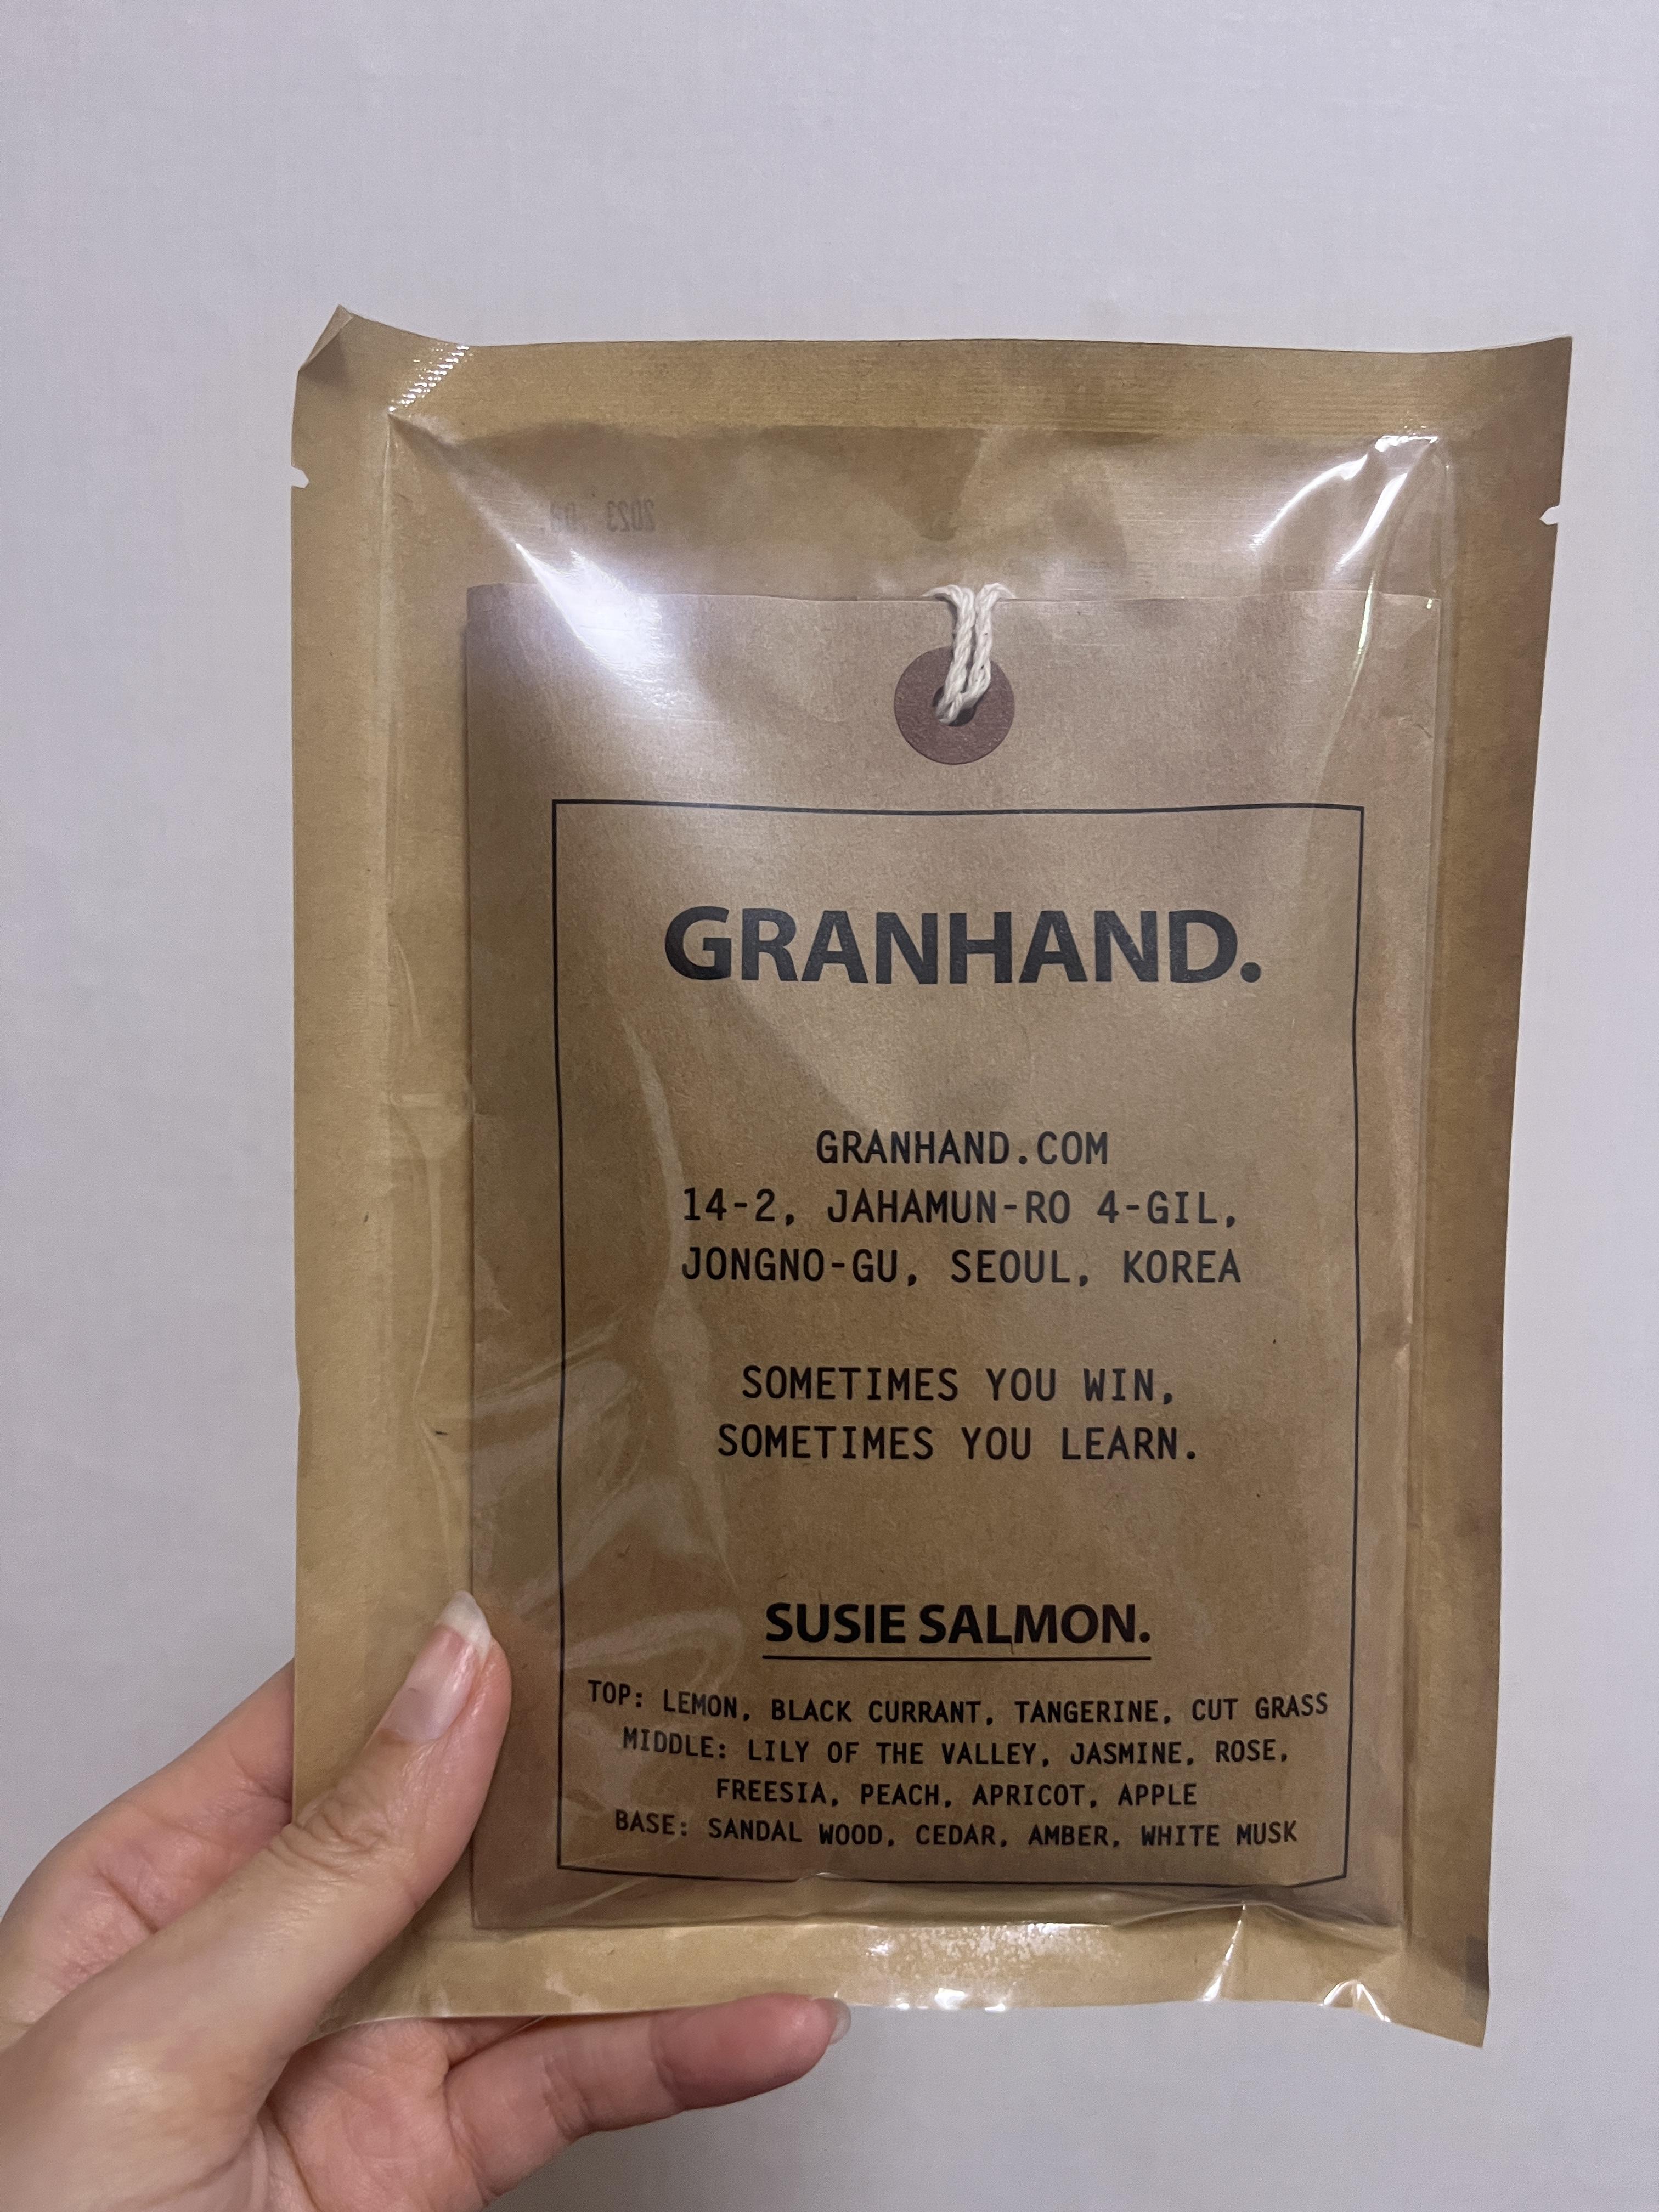 GRANHAND.
GRANHAND.COM
14-2, JAHAMUN-RO 4-GIL,
JONGNO-GU, SEOUL, KOREA
SOMETIMES YOU WIN,
SOMETIMES YOU LEARN.
SUSIE SALMON.
TOP: LEMON, BLACK CURRANT, TANGERINE, CUT GRASS
MIDDLE: LILY OF THE VALLEY, JASMINE, ROSE,
FREESIA, PEACH, APRICOT, APPLE
BASE: SANDAL WOOD, CEDAR, AMBER, WHITE MUSK